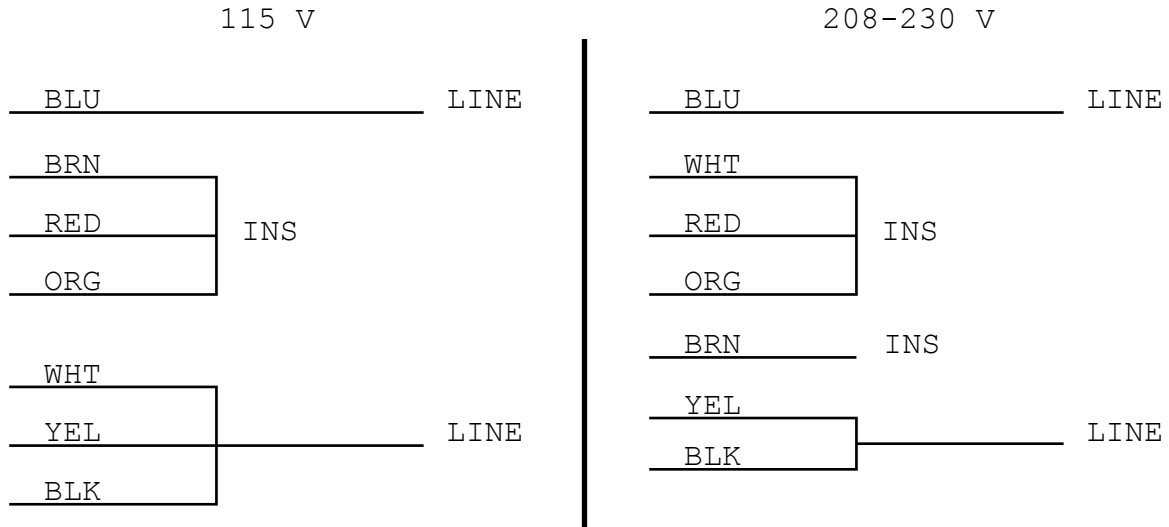 115 V
BLU LINE
BRN
RED INS
ORG
WHT
YEL LINE
BLK
208-230 V
BLU LINE
WHT
RED INS
ORG
BRN INS
YEL
LINE
BLK